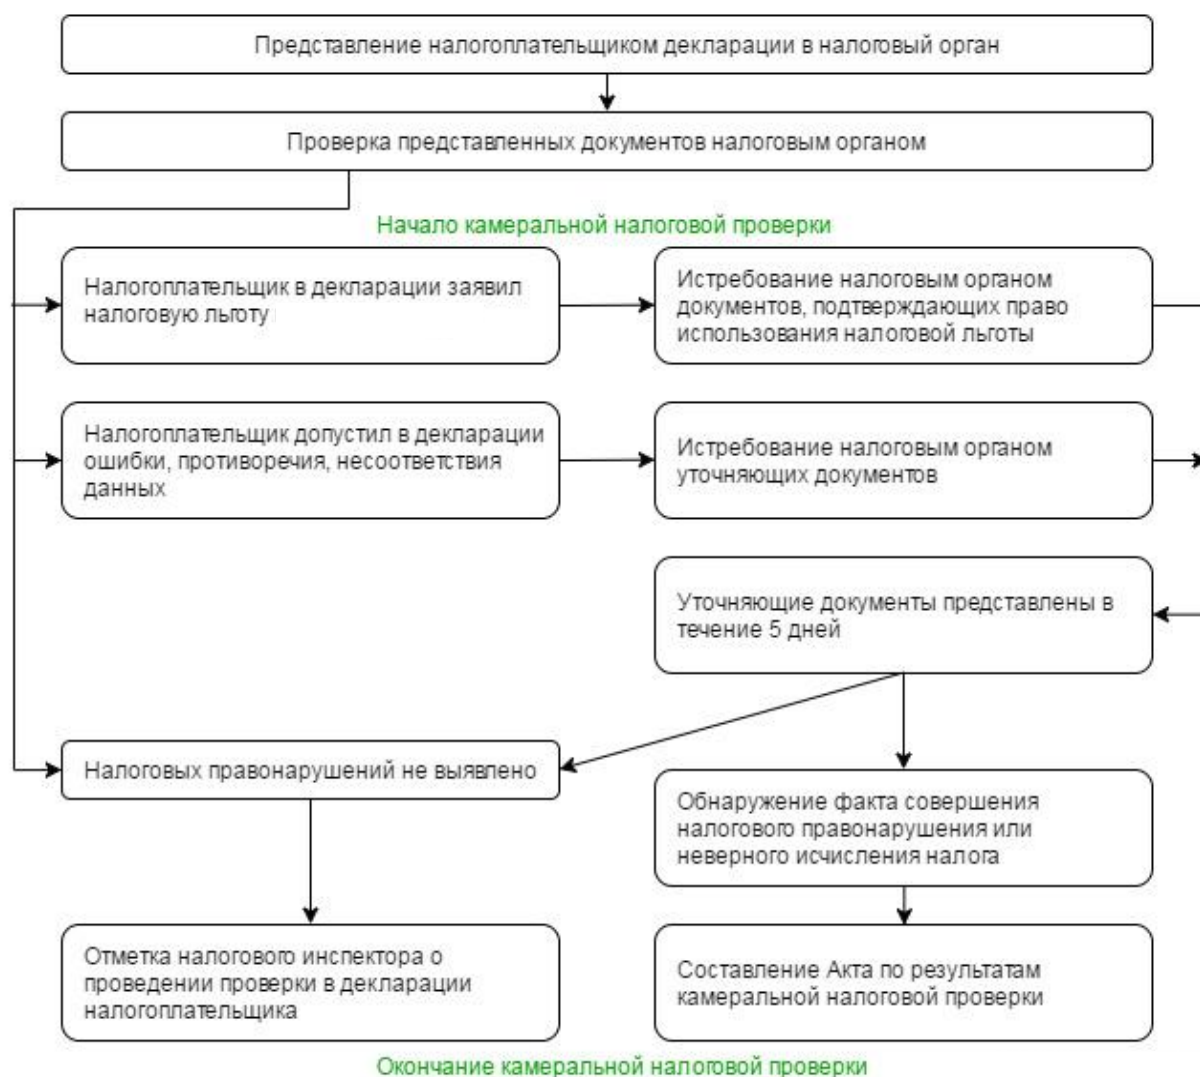 Представление налогоплательщиком декларации в налоговый орган
Проверка представленных документов налоговым органом
Начало камеральной налоговой проверки
Налогоплательщик в декларации заявил
налоговую льготу
Истребование налоговым органом
документов, подтверждающих право
использования налоговой льготы
Налогоплательщик допустил в декларации
ошибки, противоречия, несоответствия
данных
Истребование налоговым органом
уточняющих документов
Уточняющие документы представлены в
течение 5 дней
Налоговых правонарушений не выявлено
Обнаружение факта совершения
налогового правонарушения или
неверного исчисления налога
Отметка налогового инспектора о
проведении проверки в декларации
налогоплательщика
Составление Акта по результатам
камеральной налоговой проверки
Окончание камеральной налоговой проверки